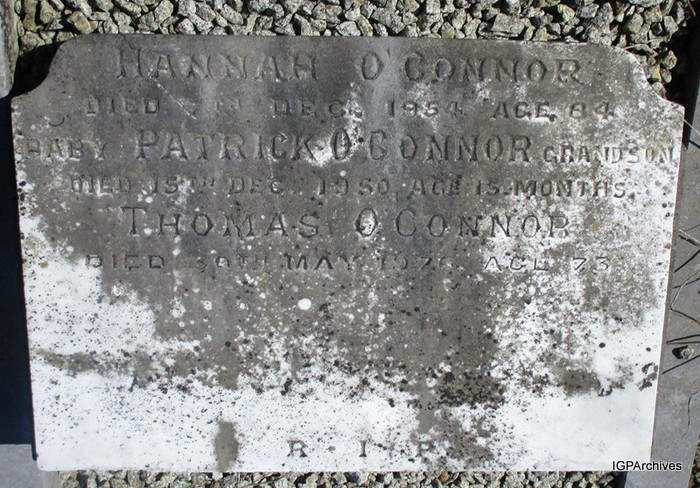 HANNAH O'CONNOR
DIED 7TH DEC. 1954 AGE 84
BABY PATRICK O'CONNOR GRANDSON
DIED 15TH DEC. 1950, AGE 15 MONTHS.
THOMAS O'CONNOR
DIED 30TH MAY AGE 73
R · I · P
IGPArchives